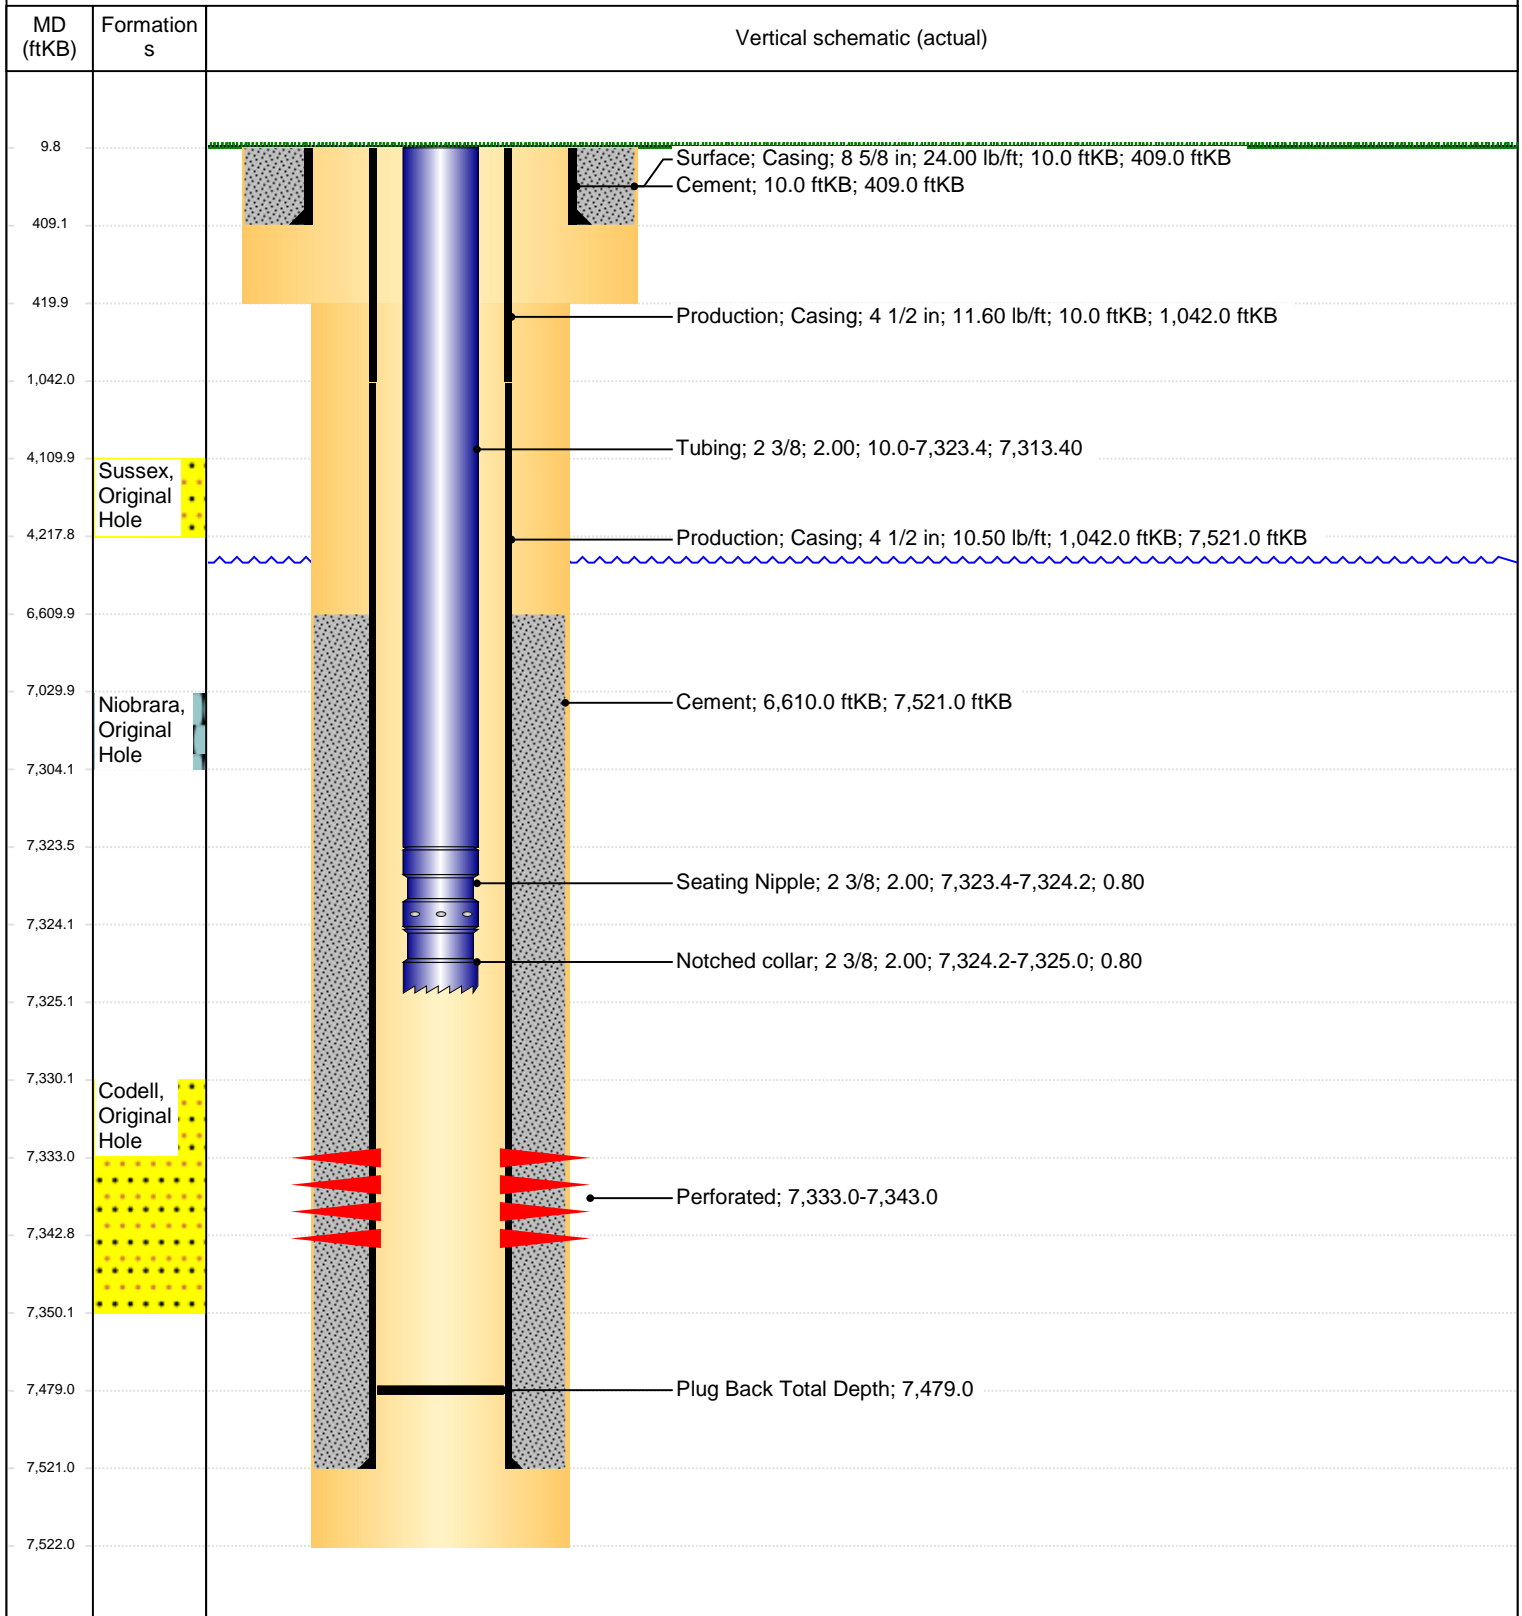 MD
(ftKB)
Formation
s
Vertical schematic (actual)
9.8
Surface; Casing; 8 5/8 in; 24.00 lb/ft; 10.0 ftKB; 409.0 ftKB
Cement; 10.0 ftKB; 409.0 ftKB
409.1
419.9
Production; Casing; 4 1/2 in; 11.60 lb/ft; 10.0 ftKB; 1,042.0 ftKB
1,042.0
Tubing; 2 3/8; 2.00; 10.0-7,323.4; 7,313.40
4,109.9
Sussex,
Original
Hole
4,217.8
Production; Casing; 4 1/2 in; 10.50 lb/ft; 1,042.0 ftKB; 7,521.0 ftKB
6,609.9
7,029.9
Cement; 6,610.0 ftKB; 7,521.0 ftKB
Niobrara,
Original
Hole
7,304.1
7,323.5
Seating Nipple; 2 3/8; 2.00; 7,323.4-7,324.2; 0.80
7,324.1
Notched collar; 2 3/8; 2.00; 7,324.2-7,325.0; 0.80
7,325.1
7,330.1
Codell,
Original
Hole
7,333.0
Perforated; 7,333.0-7,343.0
7,342.8
7,350.1
7,479.0
Plug Back Total Depth; 7,479.0
7,521.0
7,522.0